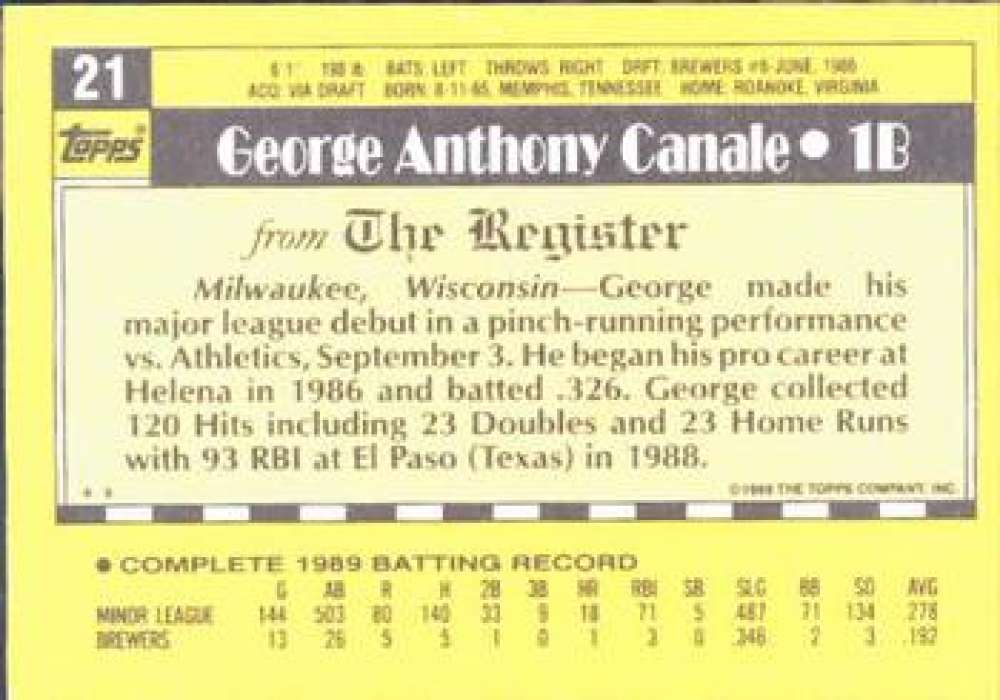 21
6' 1" 190 lb. BATS: LEFT THROWS: RIGHT DRFT: BREWERS #6-JUNE, 1986
ACQ: VIA DRAFT BORN: 8-11-65, MEMPHIS, TENNESSEE HOME: ROANOKE, VIRGINIA
Topps® George Anthony Canale • 1B
from The Register
Milwaukee, Wisconsin—George made his
major league debut in a pinch-running performance
vs. Athletics, September 3. He began his pro career at
Helena in 1986 and batted .326. George collected
120 Hits including 23 Doubles and 23 Home Runs
with 93 RBI at El Paso (Texas) in 1988.
* * ©1989 THE TOPPS COMPANY, INC.
● COMPLETE 1989 BATTING RECORD
G AB R H 2B 3B HR RBI SB SLG BB SO AVG
MINOR LEAGUE 144 503 80 140 33 9 18 71 5 .487 71 134 .278
BREWERS 13 26 5 5 1 0 1 3 0 .346 2 3 .192